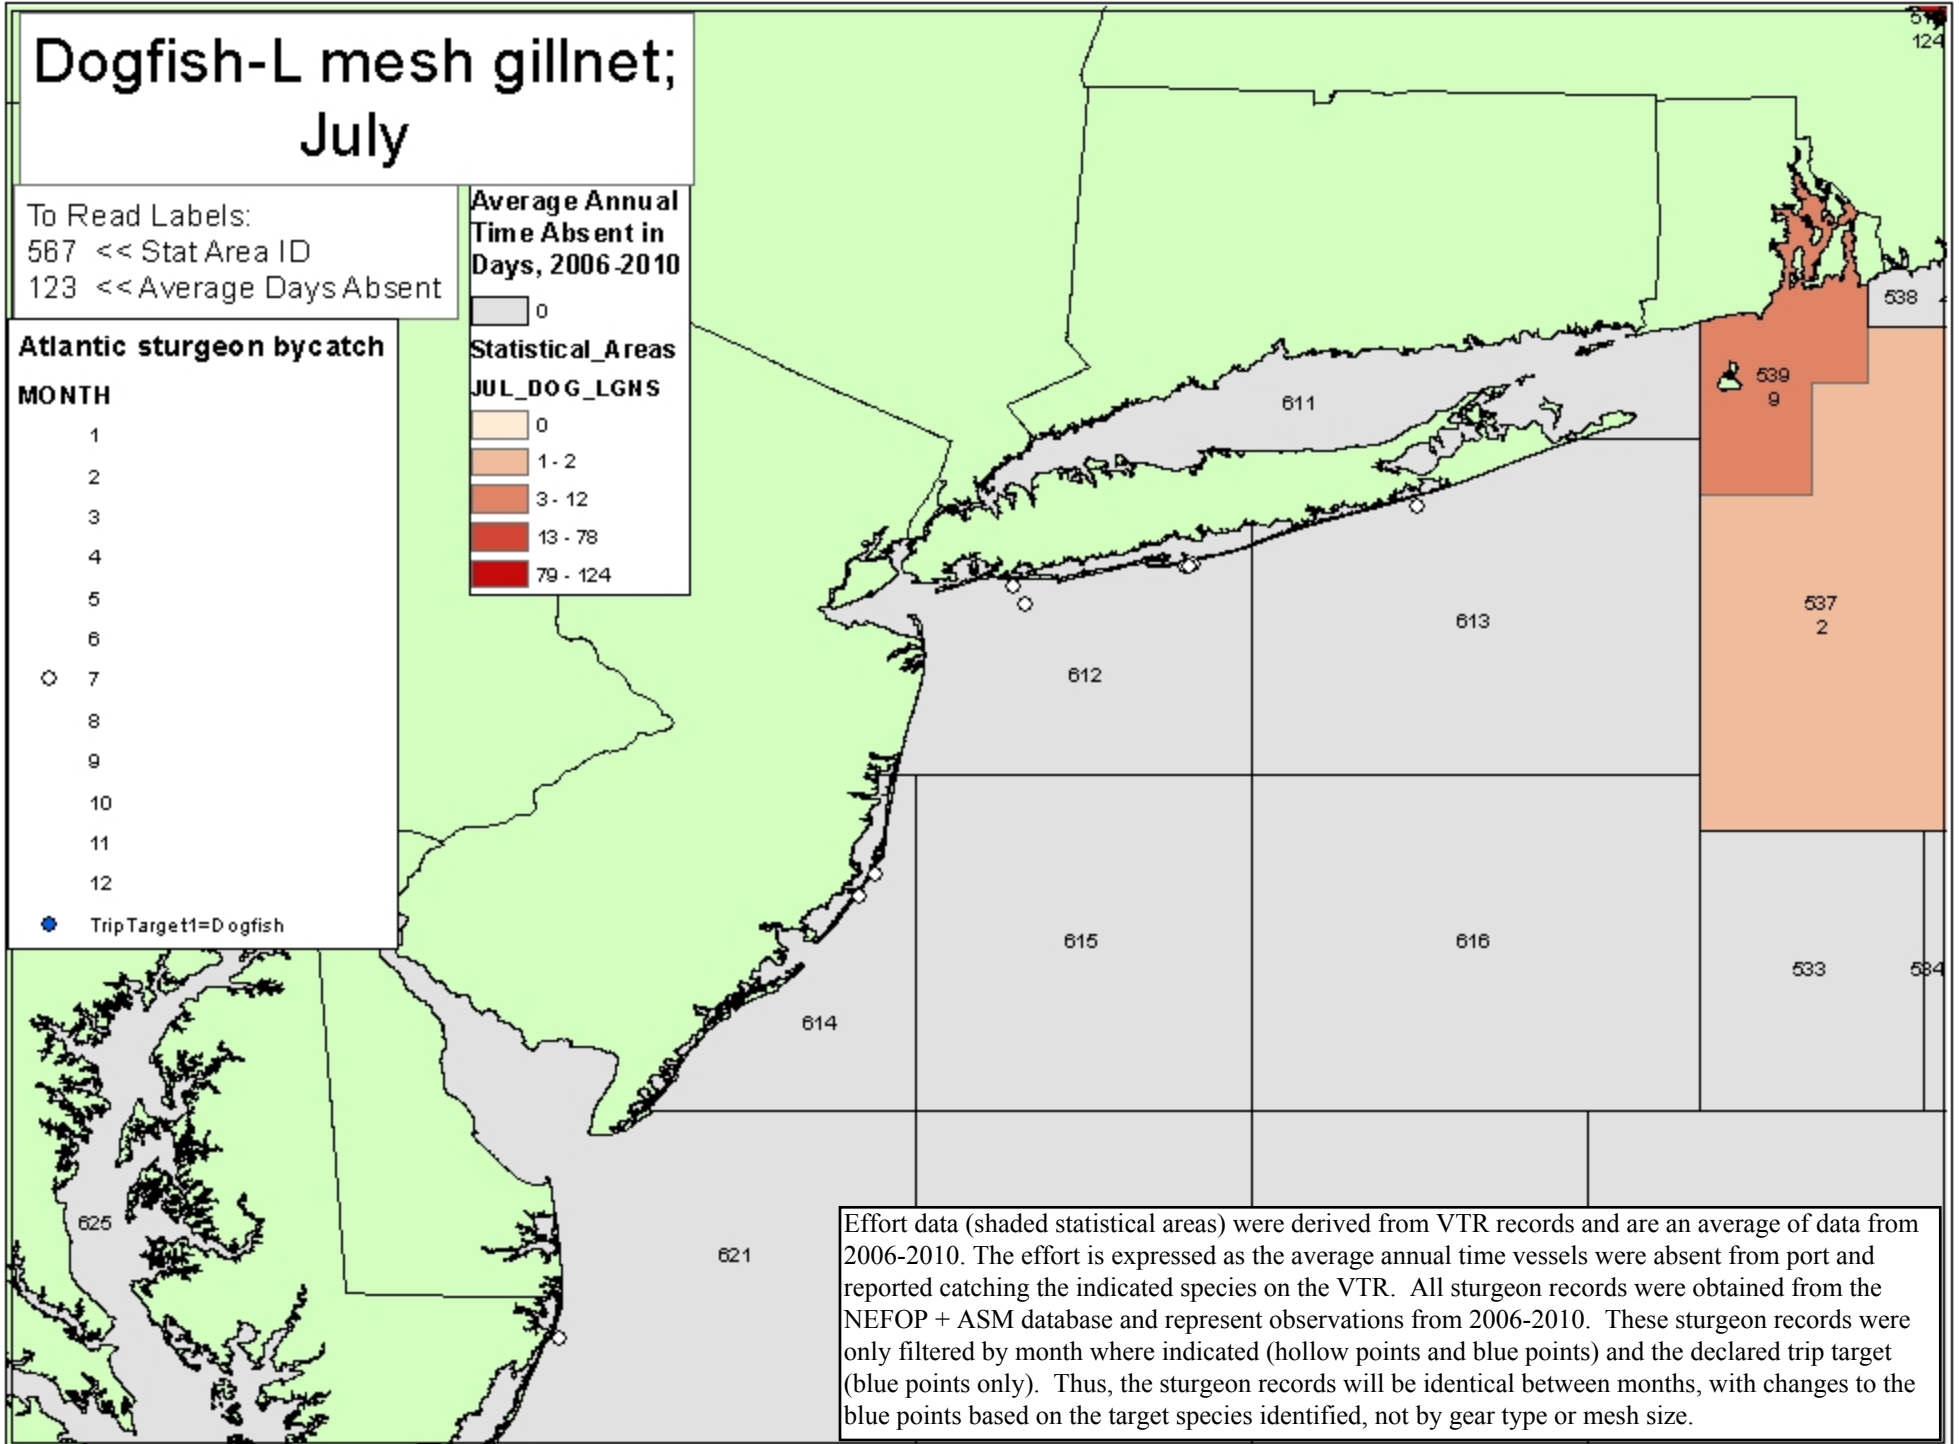 Dogfish-L mesh gillnet;
July
To Read Labels:
567 << Stat Area ID
123 << Average Days Absent
Average Annual
Time Absent in
Days, 2006-2010
0
Statistical_Areas
JUL_DOG_LGNS
0
1 - 2
3 - 12
13 - 78
79 - 124
Atlantic sturgeon bycatch
MONTH
1
2
3
4
5
6
7
8
9
10
11
12
TripTarget1=Dogfish
124
538
539
9
611
537
2
613
612
615
616
533
534
614
625
621
Effort data (shaded statistical areas) were derived from VTR records and are an average of data from
2006-2010. The effort is expressed as the average annual time vessels were absent from port and
reported catching the indicated species on the VTR.  All sturgeon records were obtained from the
NEFOP + ASM database and represent observations from 2006-2010.  These sturgeon records were
only filtered by month where indicated (hollow points and blue points) and the declared trip target
(blue points only).  Thus, the sturgeon records will be identical between months, with changes to the
blue points based on the target species identified, not by gear type or mesh size.